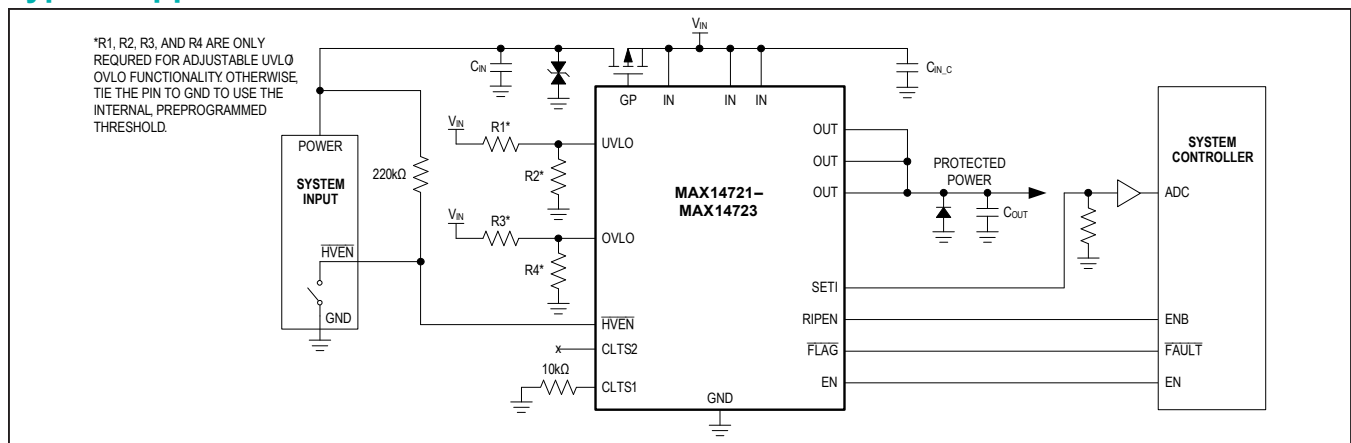 *R1, R2, R3, AND R4 ARE ONLY
REQURED FOR ADJUSTABLE UVLO
OVLO FUNCTIONALITY. OTHERWISE,
TIE THE PIN TO GND TO USE THE
INTERNAL, PREPROGRAMMED
THRESHOLD.
POWER
SYSTEM
INPUT
HVEN
GND
220kΩ
CIN
VIN
CIN_C
GP
IN
IN
IN
VIN
R1*
R2*
UVLO
VIN
R3*
R4*
OVLO
HVEN
CLTS2
x
10kΩ
CLTS1
MAX14721–
MAX14723
GND
OUT
OUT
OUT
SETI
RIPEN
FLAG
EN
PROTECTED
POWER
COUT
SYSTEM
CONTROLLER
ADC
ENB
FAULT
EN